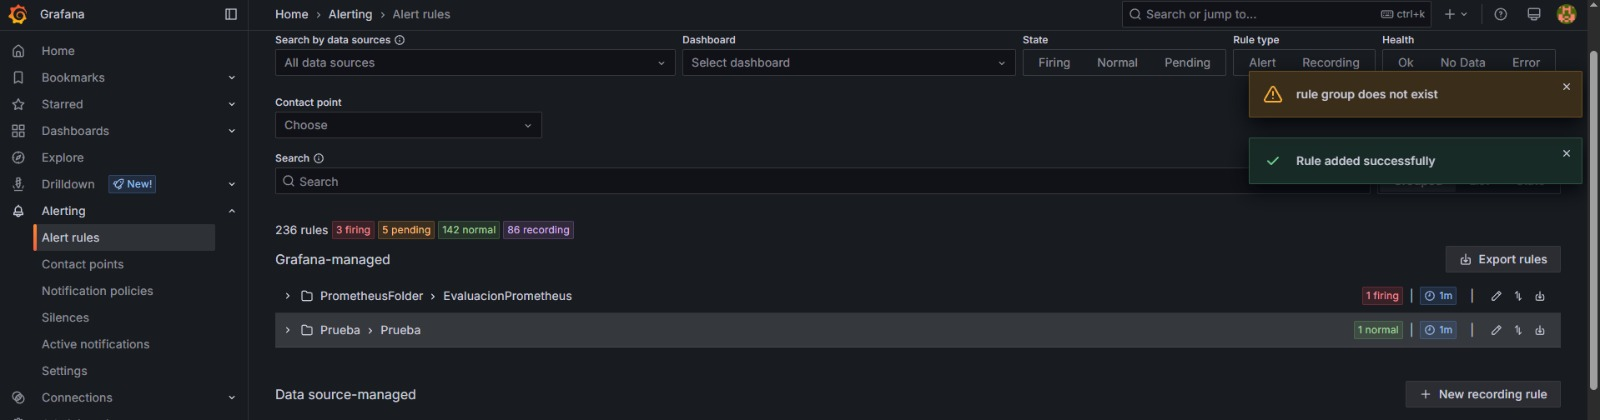 Grafana
Home › Alerting › Alert rules
Search or jump to...
ctrl+k
Home
Bookmarks
Starred
Dashboards
Explore
Drilldown
New!
Alerting
Alert rules
Contact points
Notification policies
Silences
Active notifications
Settings
Connections
Search by data sources
All data sources
Dashboard
Select dashboard
State
Firing Normal Pending
Rule type
Alert Recording
Health
Ok No Data Error
rule group does not exist
Rule added successfully
Contact point
Choose
Search
Search
236 rules 3 firing 5 pending 142 normal 86 recording
Grafana-managed
Export rules
PrometheusFolder › EvaluacionPrometheus
1 firing | 1m |
Prueba › Prueba
1 normal | 1m |
Data source-managed
+ New recording rule